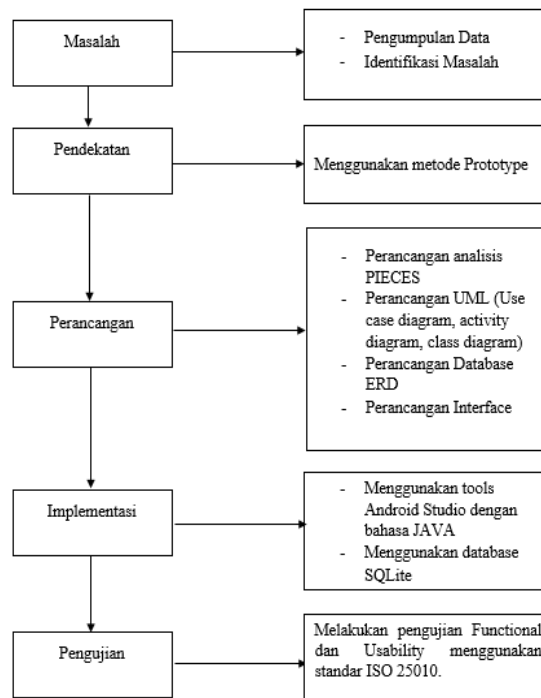 Masalah
- Pengumpulan Data
- Identifikasi Masalah
Pendekatan
Menggunakan metode Prototype
Perancangan
- Perancangan analisis
PIECES
- Perancangan UML (Use
case diagram, activity
diagram, class diagram)
- Perancangan Database
ERD
- Perancangan Interface
Implementasi
- Menggunakan tools
Android Studio dengan
bahasa JAVA
- Menggunakan database
SQLite
Pengujian
Melakukan pengujian Functional
dan Usability menggunakan
standar ISO 25010.